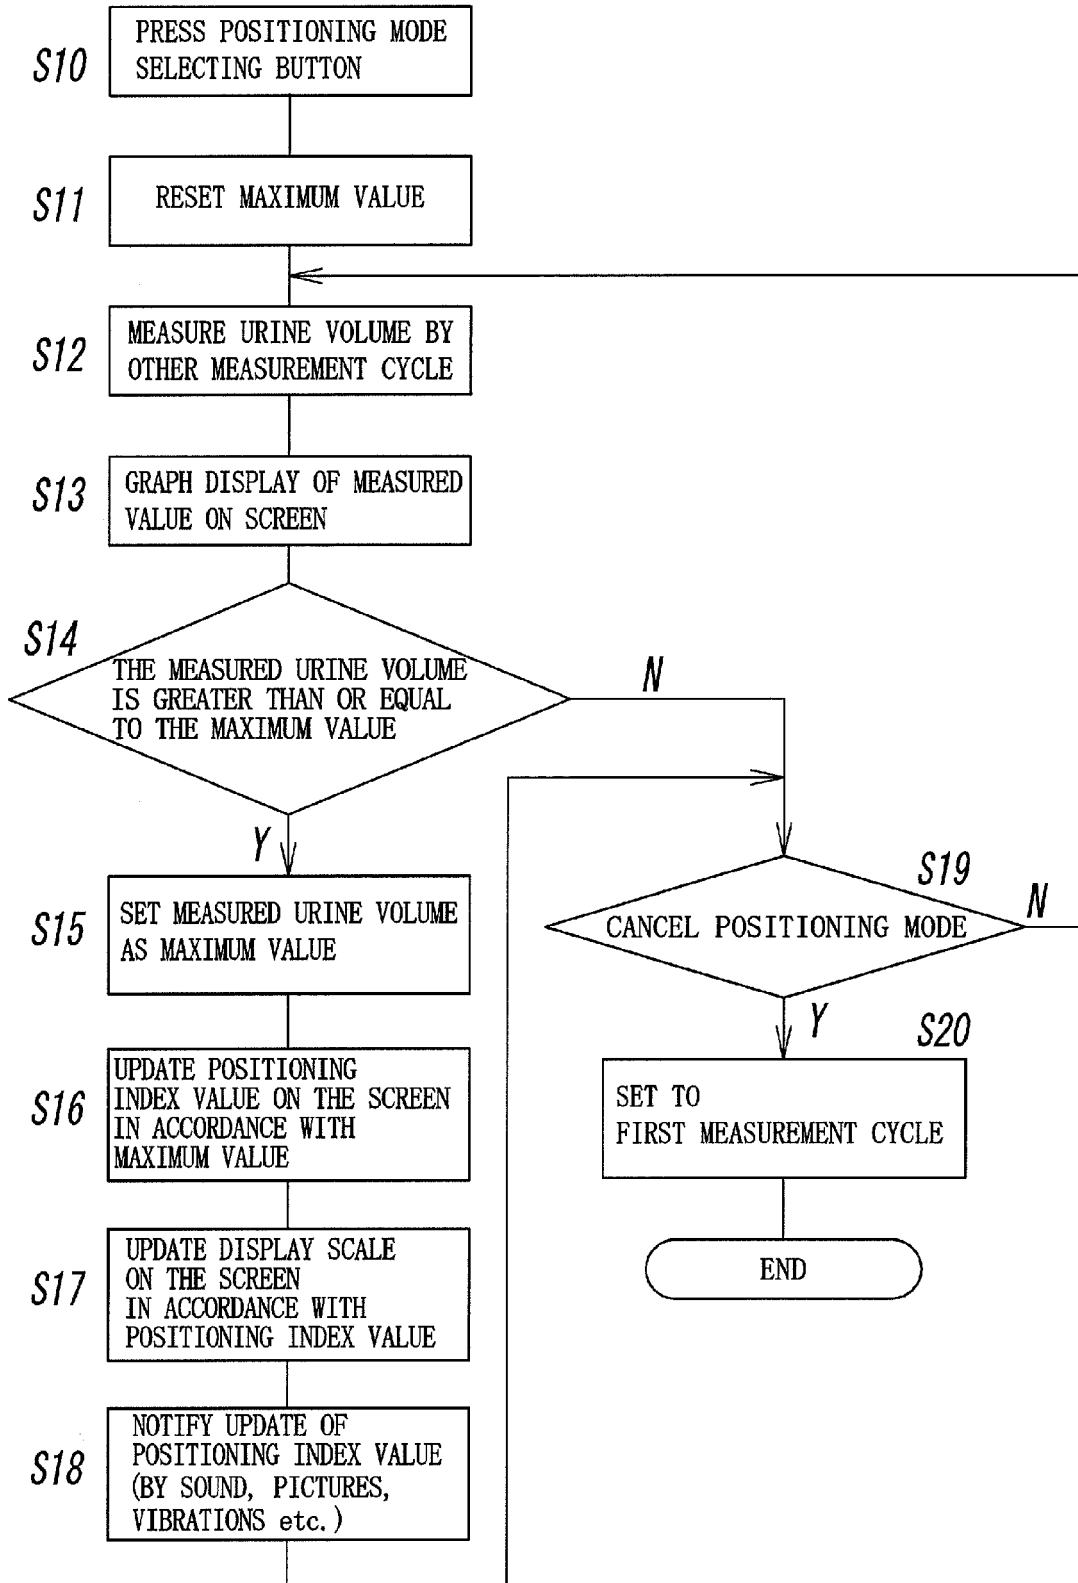 S10
PRESS POSITIONING MODE
SELECTING BUTTON
S11
RESET MAXIMUM VALUE
S12
MEASURE URINE VOLUME BY
OTHER MEASUREMENT CYCLE
S13
GRAPH DISPLAY OF MEASURED
VALUE ON SCREEN
S14
THE MEASURED URINE VOLUME
IS GREATER THAN OR EQUAL
TO THE MAXIMUM VALUE
N
Y
S15
SET MEASURED URINE VOLUME
AS MAXIMUM VALUE
S16
UPDATE POSITIONING
INDEX VALUE ON THE SCREEN
IN ACCORDANCE WITH
MAXIMUM VALUE
S17
UPDATE DISPLAY SCALE
ON THE SCREEN
IN ACCORDANCE WITH
POSITIONING INDEX VALUE
S18
NOTIFY UPDATE OF
POSITIONING INDEX VALUE
(BY SOUND, PICTURES,
VIBRATIONS etc.)
S19
CANCEL POSITIONING MODE
N
Y
S20
SET TO
FIRST MEASUREMENT CYCLE
END